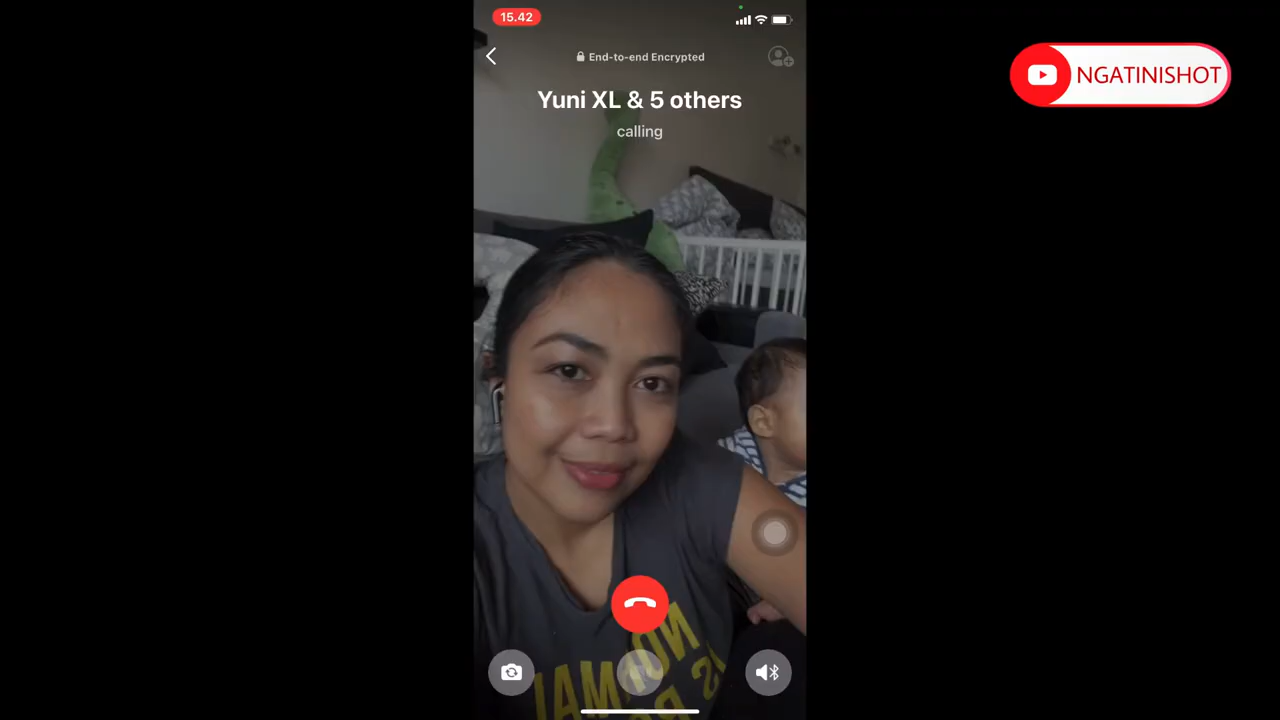 15.42
NGATINISHOT
End-to-end Encrypted
Yuni XL & 5 others
calling